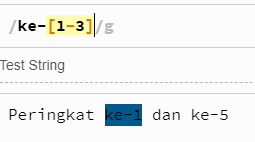 /ke-[1-3]/g
Test String
Peringkat ke-1 dan ke-5